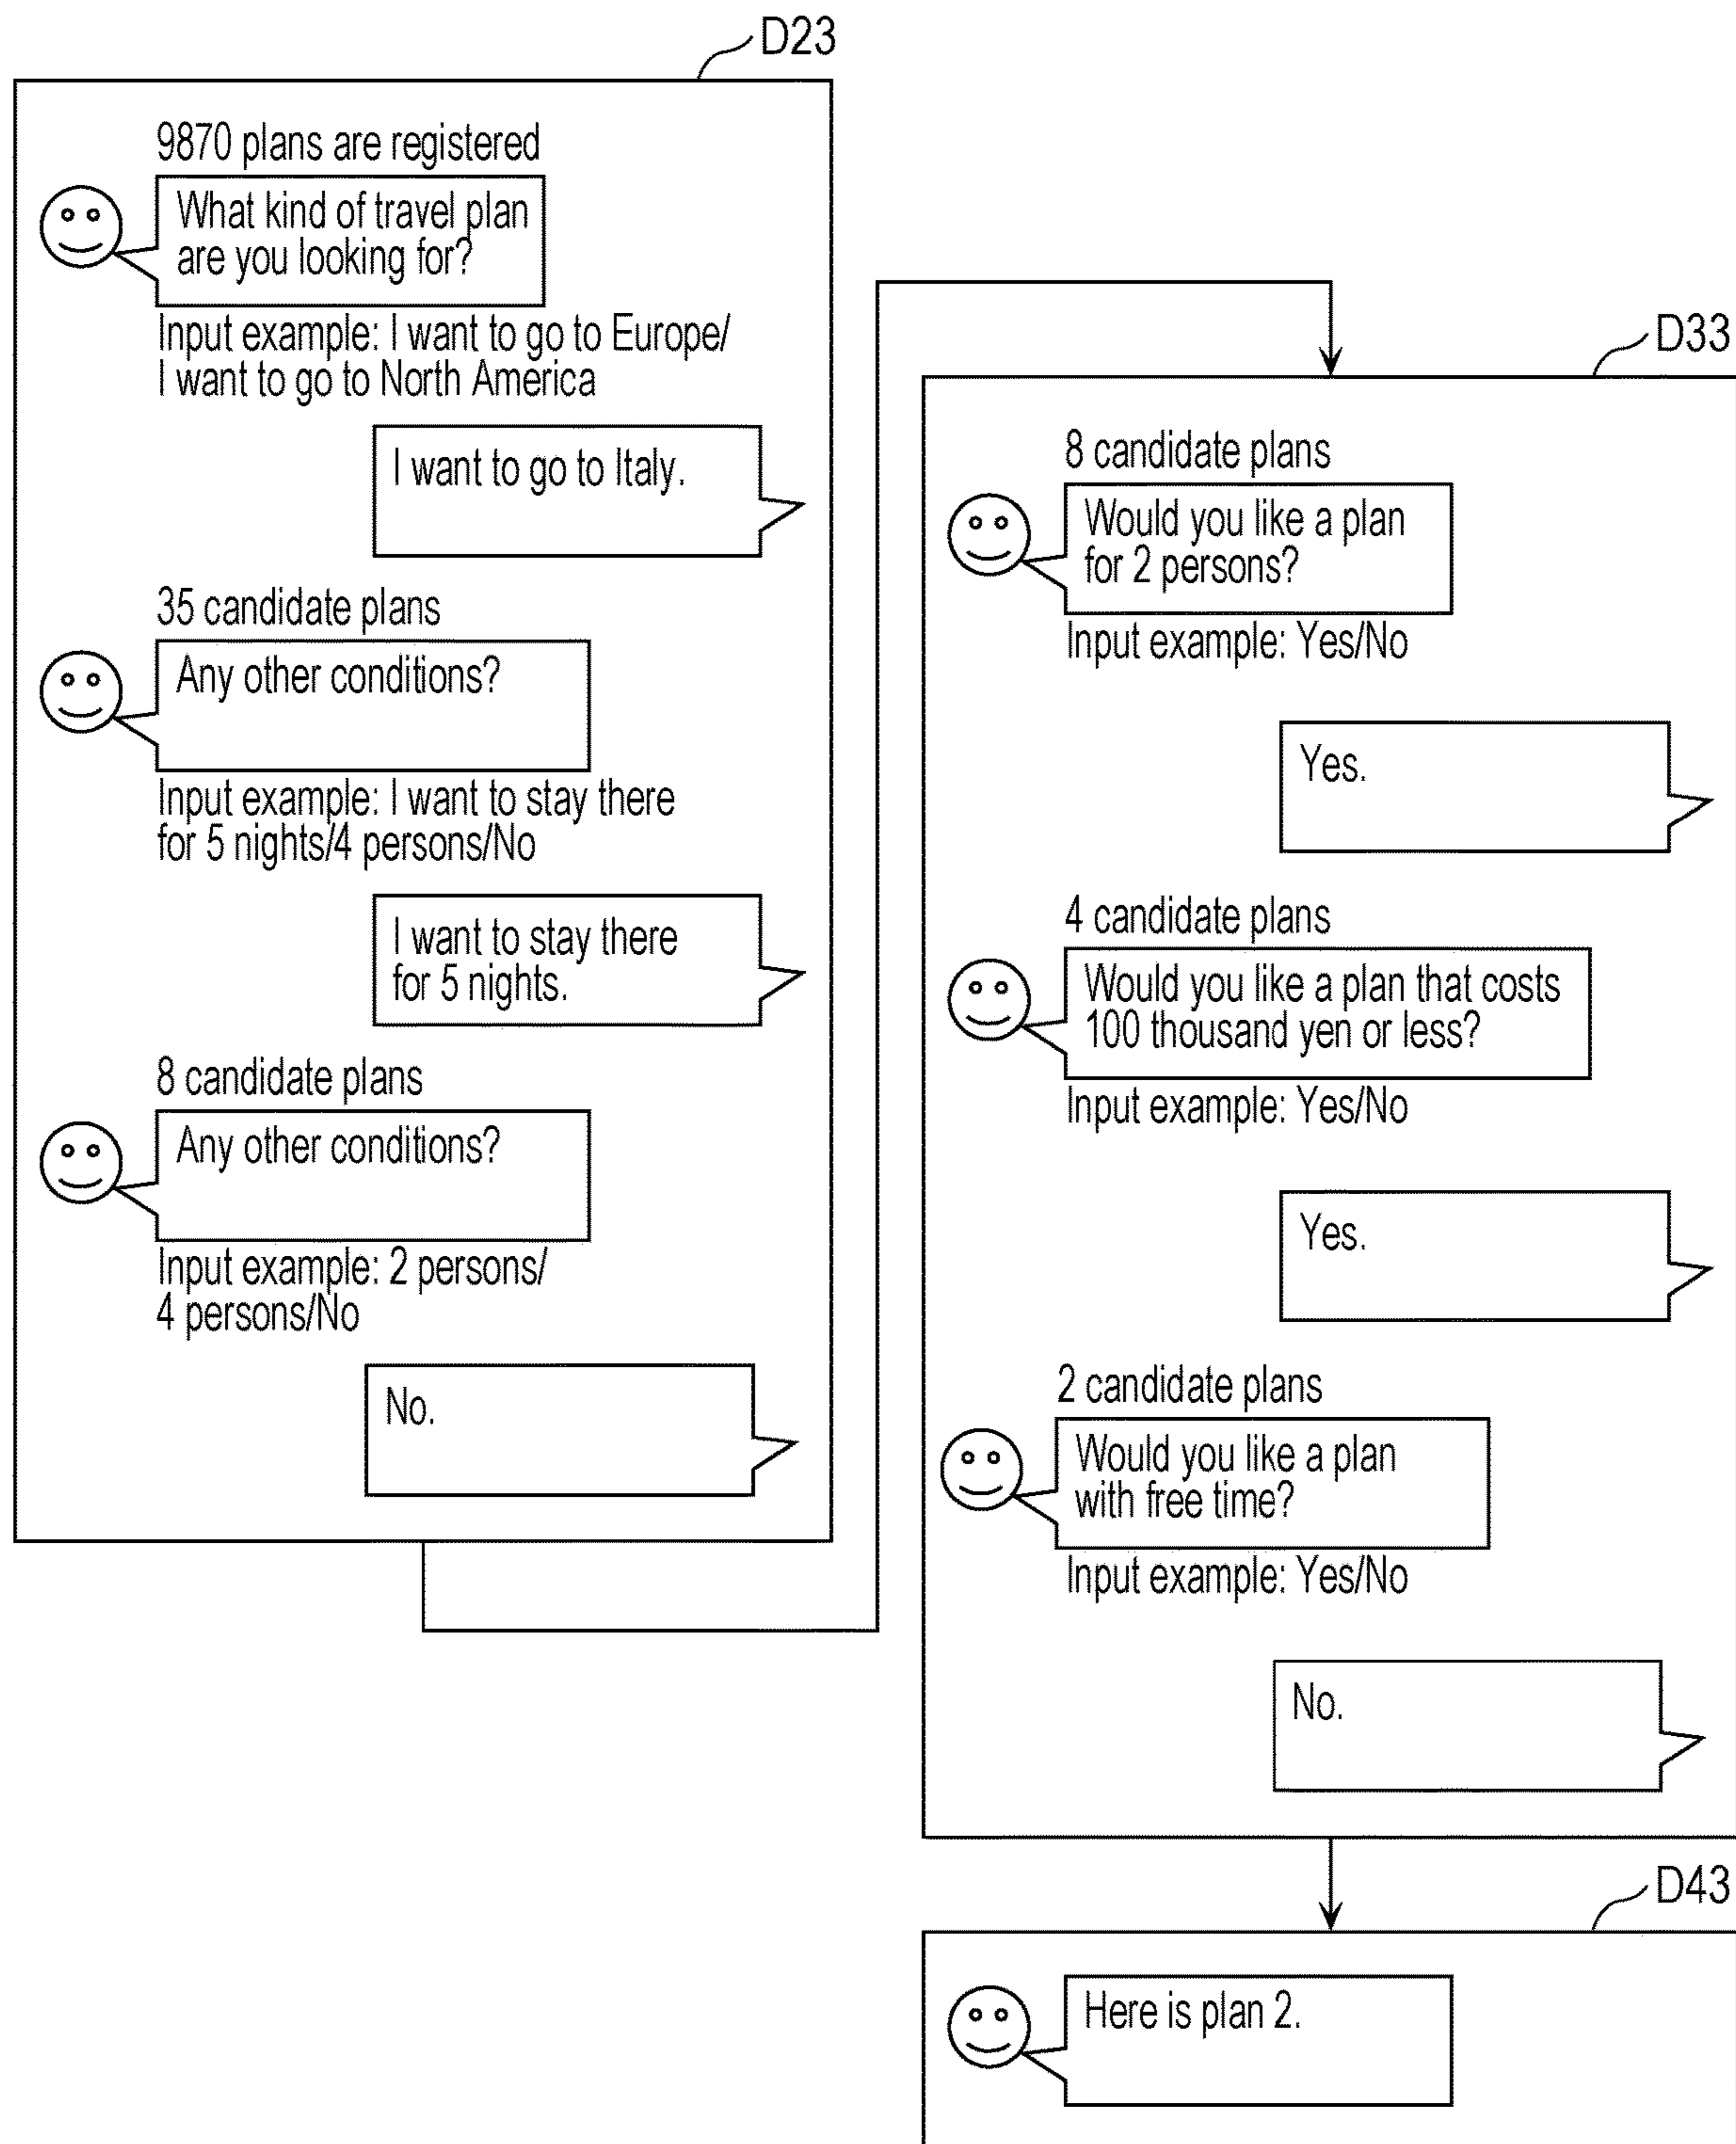 D23
9870 plans are registered
What kind of travel plan
are you looking for?
Input example: I want to go to Europe/
I want to go to North America
I want to go to Italy.
35 candidate plans
Any other conditions?
Input example: I want to stay there
for 5 nights/4 persons/No
I want to stay there
for 5 nights.
8 candidate plans
Any other conditions?
Input example: 2 persons/
4 persons/No
No.
D33
8 candidate plans
Would you like a plan
for 2 persons?
Input example: Yes/No
Yes.
4 candidate plans
Would you like a plan that costs
100 thousand yen or less?
Input example: Yes/No
Yes.
2 candidate plans
Would you like a plan
with free time?
Input example: Yes/No
No.
D43
Here is plan 2.